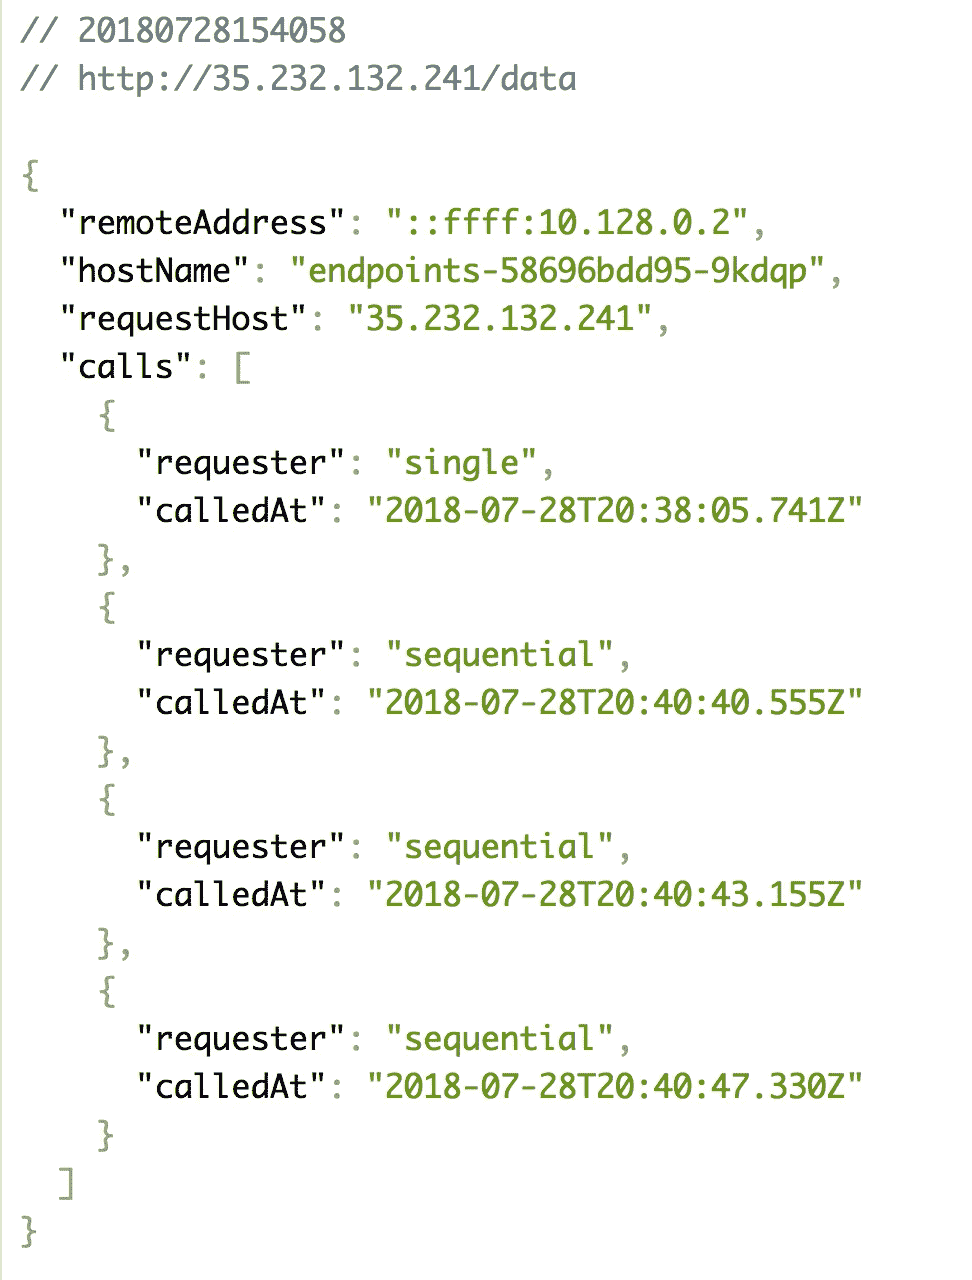 // 20180728154058
// http://35.232.132.241/data
{
"remoteAddress": "::ffff:10.128.0.2",
"hostName": "endpoints-58696bdd95-9kdqp",
"requestHost": "35.232.132.241",
"calls": [
{
"requester": "single",
"calledAt": "2018-07-28T20:38:05.741Z"
},
{
"requester": "sequential",
"calledAt": "2018-07-28T20:40:40.555Z"
},
{
"requester": "sequential",
"calledAt": "2018-07-28T20:40:43.155Z"
},
{
"requester": "sequential",
"calledAt": "2018-07-28T20:40:47.330Z"
}
]
}